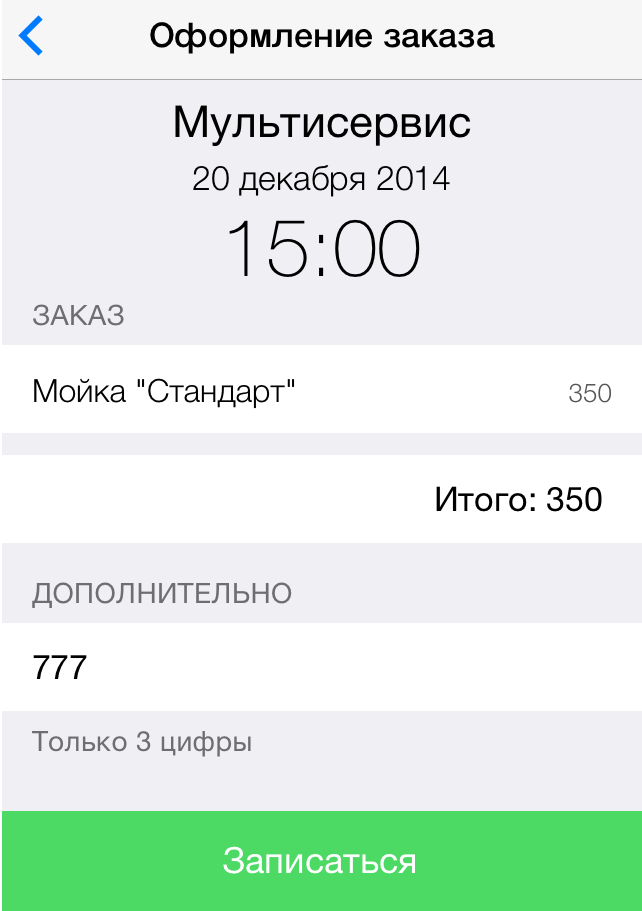 Оформление заказа
Мультисервис
20 декабря 2014
15:00
ЗАКАЗ
Мойка "Стандарт" 350
Итого: 350
ДОПОЛНИТЕЛЬНО
777
Только 3 цифры
Записаться